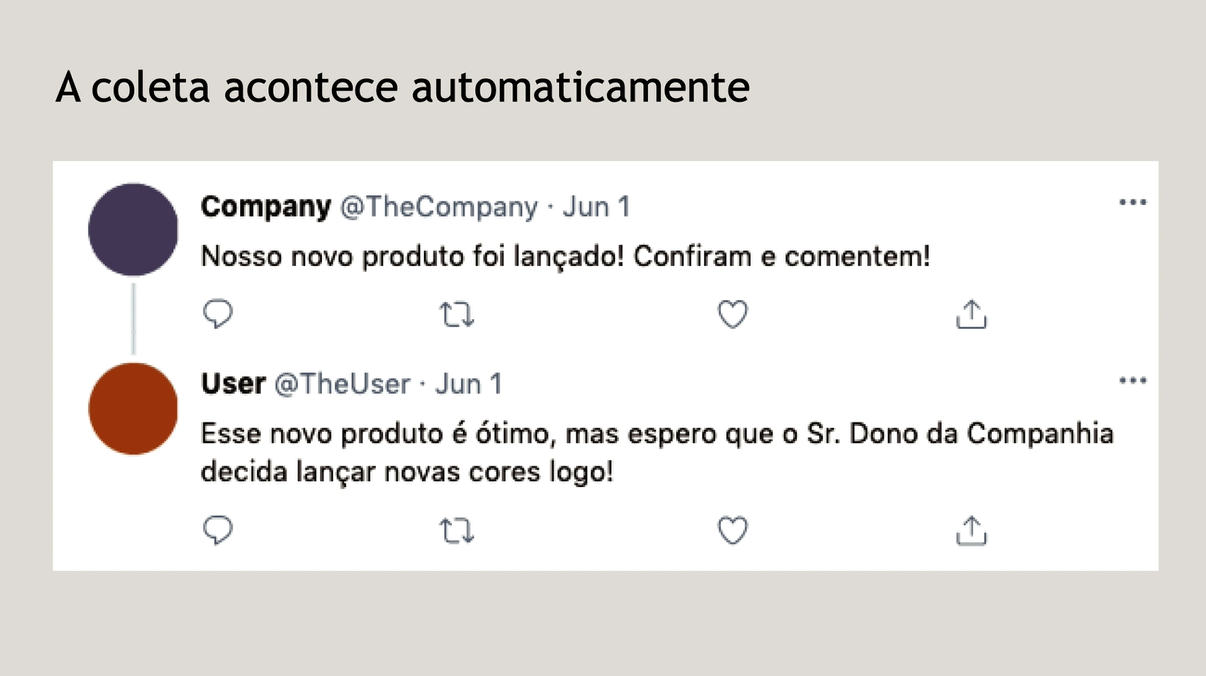 A coleta acontece automaticamente
Company @TheCompany · Jun 1
Nosso novo produto foi lançado! Confiram e comentem!
User @TheUser · Jun 1
Esse novo produto é ótimo, mas espero que o Sr. Dono da Companhia
decida lançar novas cores logo!